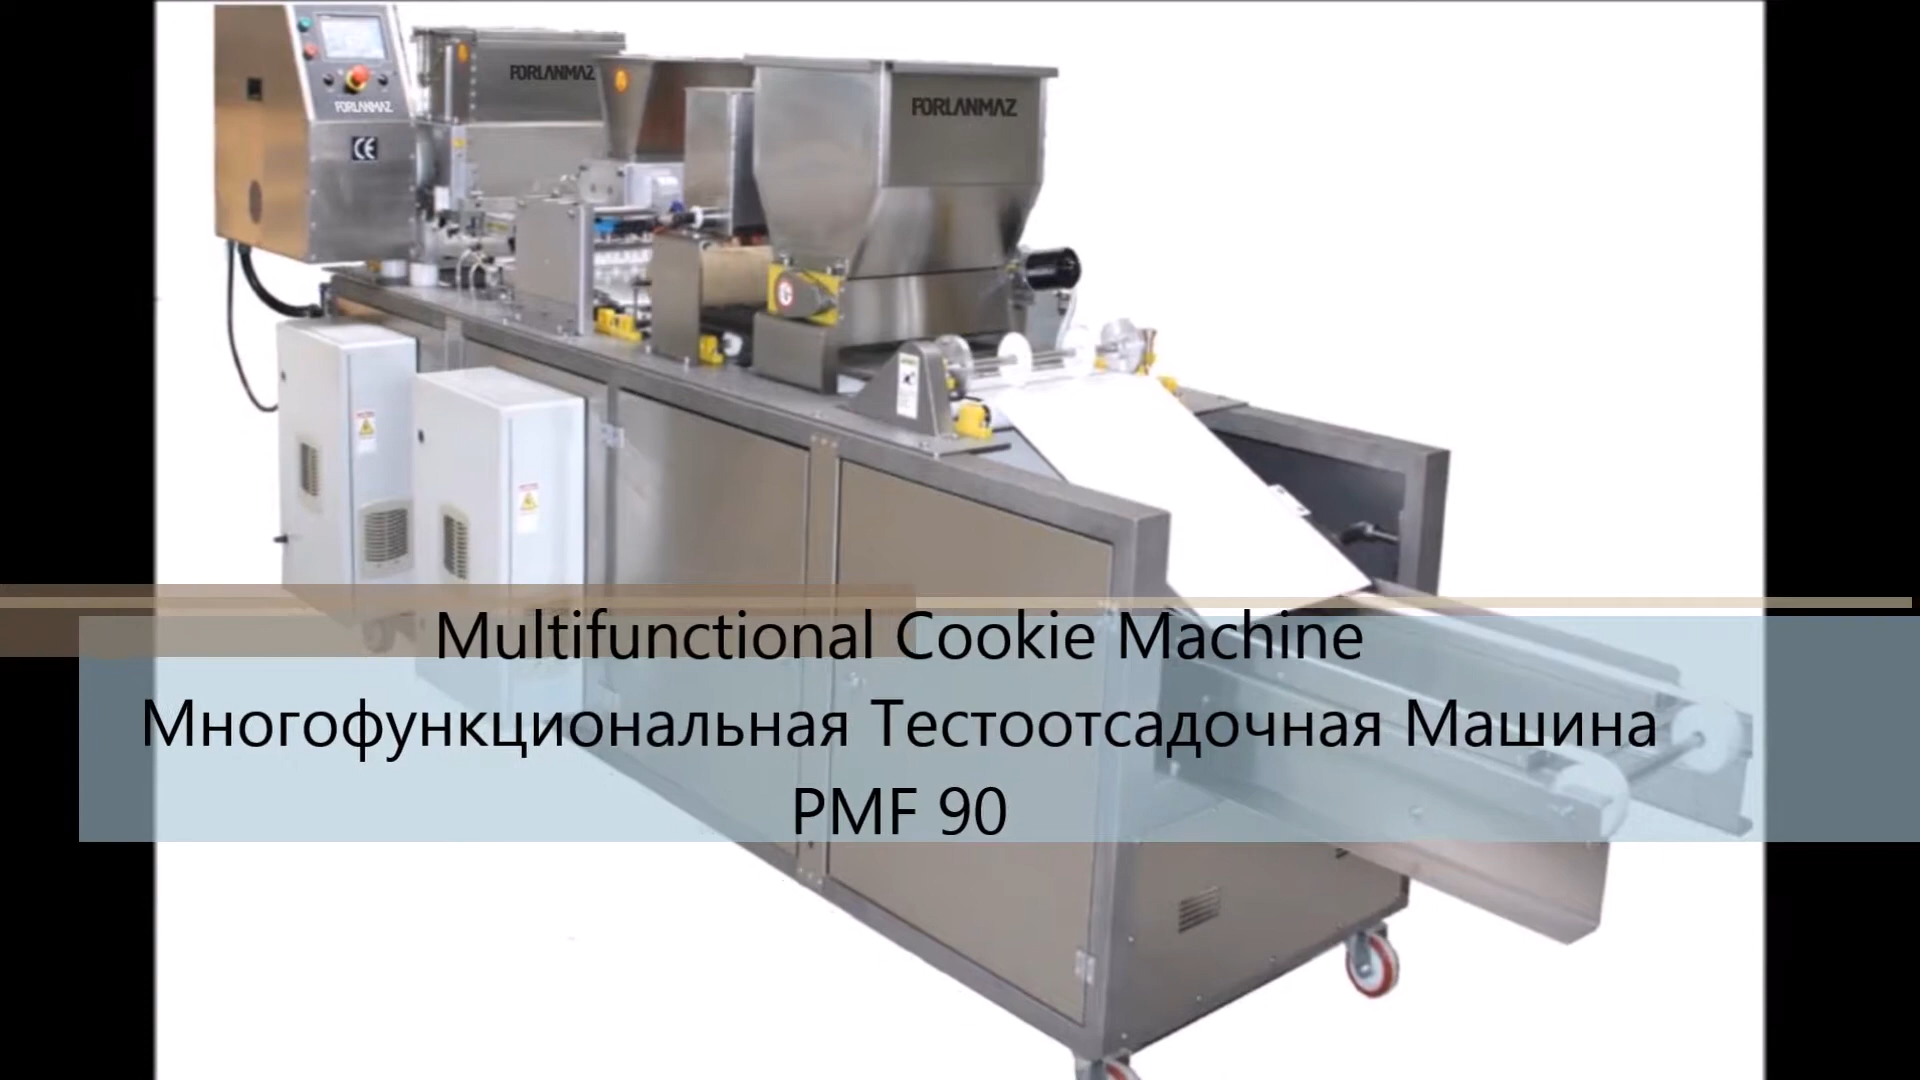 FORLANMAZ
FORLANMAZ
FORLANMAZ
CE
Multifunctional Cookie Machine
Многофункциональная Тестоотсадочная Машина
PMF 90